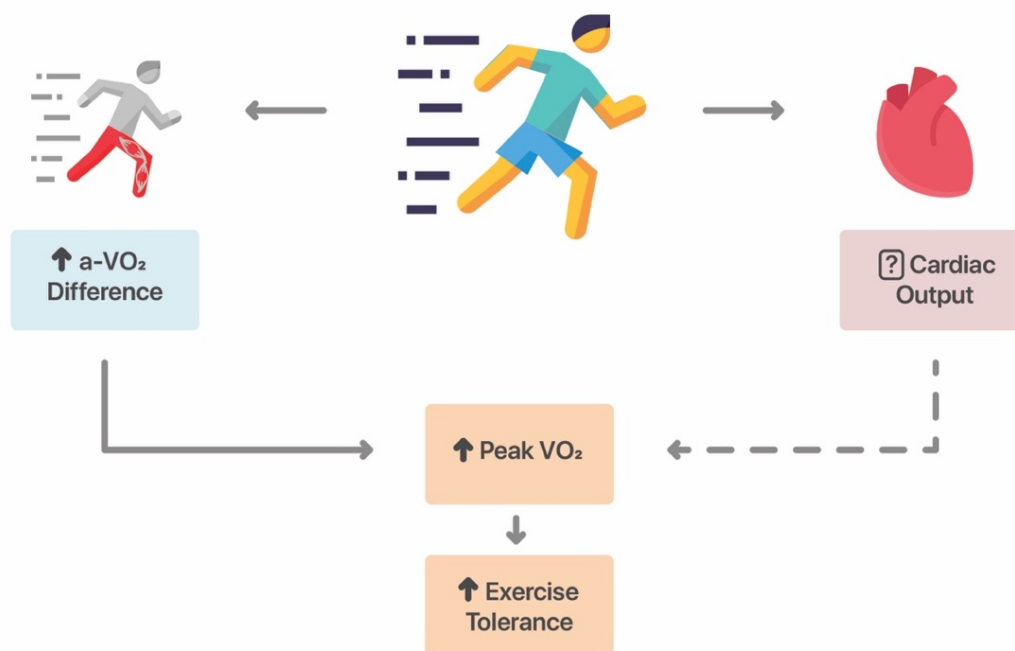 ↑ a-VO₂
Difference
? Cardiac
Output
↑ Peak VO₂
↑ Exercise
Tolerance